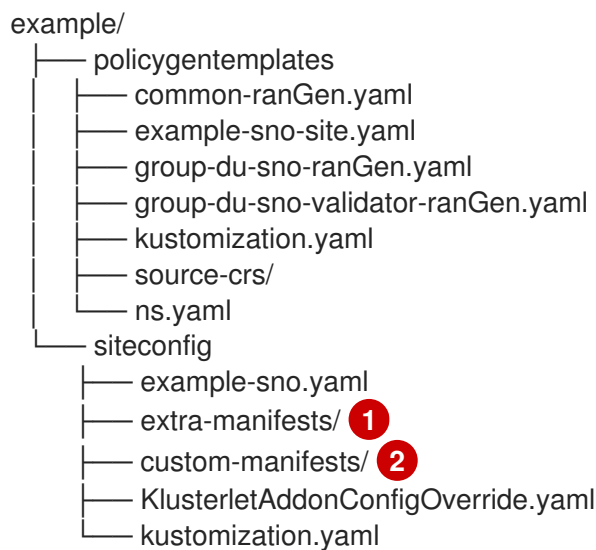 example/
├── policygentemplates
│   ├── common-ranGen.yaml
│   ├── example-sno-site.yaml
│   ├── group-du-sno-ranGen.yaml
│   ├── group-du-sno-validator-ranGen.yaml
│   ├── kustomization.yaml
│   ├── source-crs/
│   └── ns.yaml
└── siteconfig
    ├── example-sno.yaml
    ├── extra-manifests/ 1
    ├── custom-manifests/ 2
    ├── KlusterletAddonConfigOverride.yaml
    └── kustomization.yaml